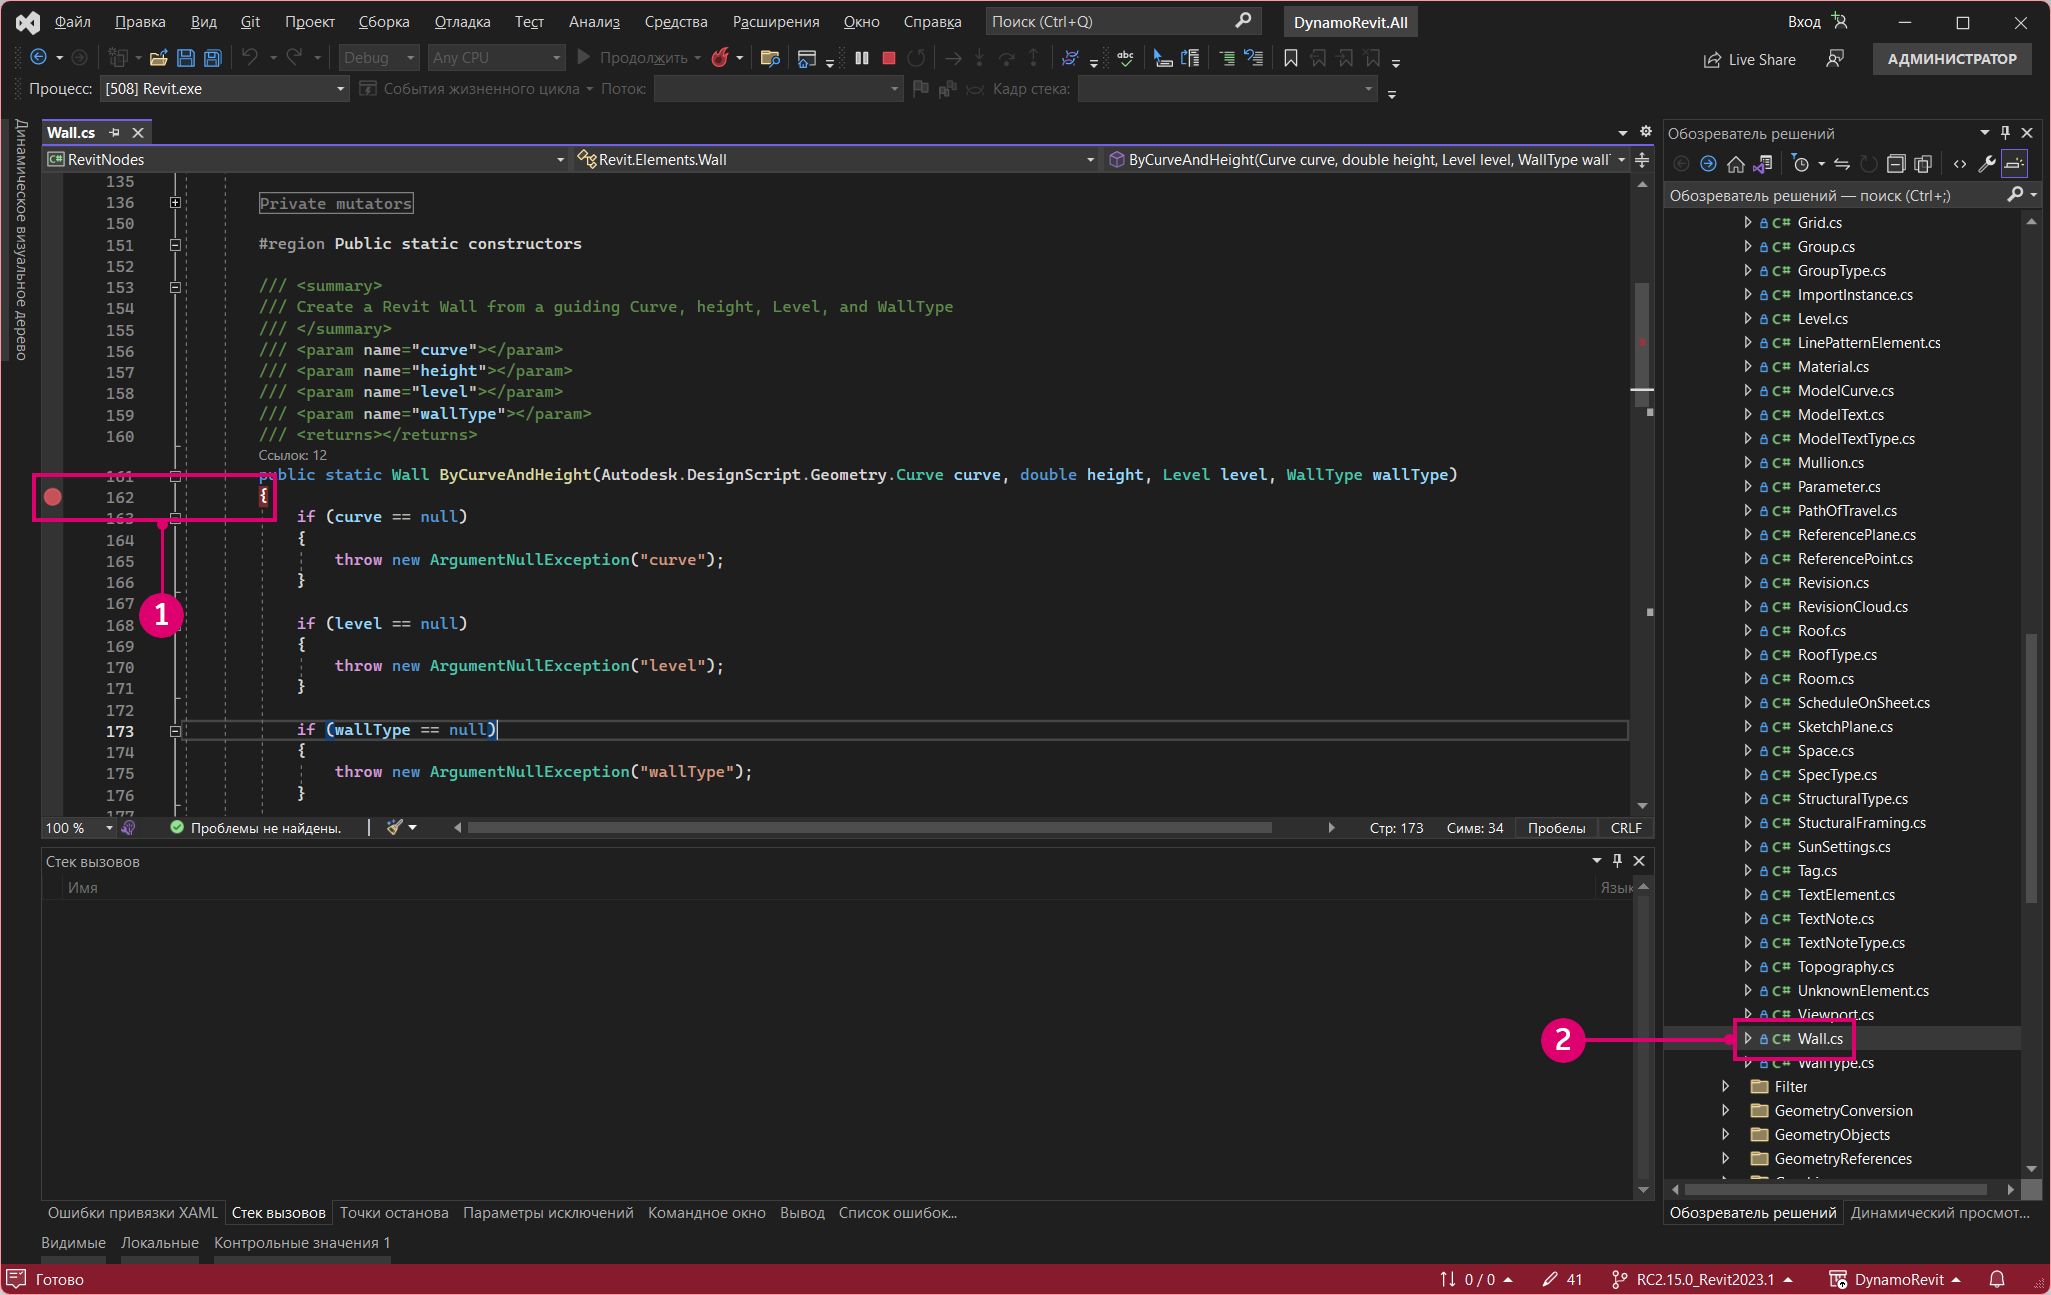 Файл Правка Вид Git Проект Сборка Отладка Тест Анализ Средства Расширения Окно Справка Поиск (Ctrl+Q) DynamoRevit.All Вход
Debug Any CPU Продолжить Live Share АДМИНИСТРАТОР
Процесс: [508] Revit.exe События жизненного цикла Поток: Кадр стека:
Динамическое визуальное дерево
Wall.cs
RevitNodes Revit.Elements.Wall ByCurveAndHeight(Curve curve, double height, Level level, WallType wallT
135
136 Private mutators
150
151 #region Public static constructors
152
153 /// <summary>
154 /// Create a Revit Wall from a guiding Curve, height, Level, and WallType
155 /// </summary>
156 /// <param name="curve"></param>
157 /// <param name="height"></param>
158 /// <param name="level"></param>
159 /// <param name="wallType"></param>
160 /// <returns></returns>
Ссылок: 12
161 public static Wall ByCurveAndHeight(Autodesk.DesignScript.Geometry.Curve curve, double height, Level level, WallType wallType)
162 {
163 if (curve == null)
164 {
165 throw new ArgumentNullException("curve");
166 }
167
168 if (level == null)
169 {
170 throw new ArgumentNullException("level");
171 }
172
173 if (wallType == null)
174 {
175 throw new ArgumentNullException("wallType");
176 }
177
1
100 % Проблемы не найдены. Стр: 173 Симв: 34 Пробелы CRLF
Стек вызовов
Имя Язык
Ошибки привязки XAML Стек вызовов Точки останова Параметры исключений Командное окно Вывод Список ошибок...
Видимые Локальные Контрольные значения 1
Обозреватель решений
Обозреватель решений — поиск (Ctrl+;)
C# Grid.cs
C# Group.cs
C# GroupType.cs
C# ImportInstance.cs
C# Level.cs
C# LinePatternElement.cs
C# Material.cs
C# ModelCurve.cs
C# ModelText.cs
C# ModelTextType.cs
C# Mullion.cs
C# Parameter.cs
C# PathOfTravel.cs
C# ReferencePlane.cs
C# ReferencePoint.cs
C# Revision.cs
C# RevisionCloud.cs
C# Roof.cs
C# RoofType.cs
C# Room.cs
C# ScheduleOnSheet.cs
C# SketchPlane.cs
C# Space.cs
C# SpecType.cs
C# StructuralType.cs
C# StucturalFraming.cs
C# SunSettings.cs
C# Tag.cs
C# TextElement.cs
C# TextNote.cs
C# TextNoteType.cs
C# Topography.cs
C# UnknownElement.cs
C# Viewport.cs
2 C# Wall.cs
C# WallType.cs
Filter
GeometryConversion
GeometryObjects
GeometryReferences
Обозреватель решений Динамический просмот...
Готово 0 / 0 41 RC2.15.0_Revit2023.1 DynamoRevit